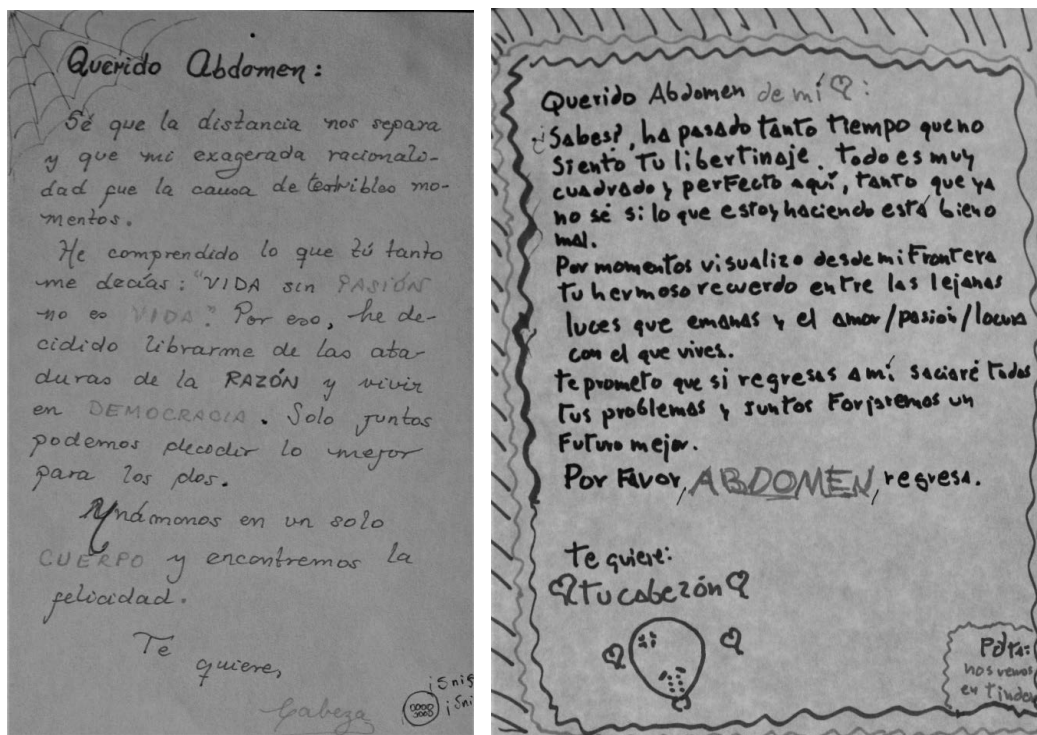 Querido Abdomen:
Sé que la distancia nos separa
y que mi exagerada racionali-
dad fue la causa de terribles mo-
mentos.
He comprendido lo que tú tanto
me decías: "VIDA sin PASIÓN
no es VIDA". Por eso, he de-
cidido librarme de las ata-
duras de la RAZÓN y vivir
en DEMOCRACIA. Solo juntos
podemos decidir lo mejor
para los dos.
Unámonos en un solo
CUERPO y encontremos la
felicidad.
Te
quiere,
Cabeza
¡Snif
¡Sni
Querido Abdomen de mí:
¿Sabes?, ha pasado tanto tiempo que no
siento tu libertinaje. Todo es muy
cuadrado y perfecto aquí, tanto que ya
no sé si lo que estoy haciendo está bien o
mal.
Por momentos visualizo desde mi Frontera
tu hermoso recuerdo entre las lejanas
luces que emanas y el amor/pasión/locura
con el que vives.
te prometo que si regresas a mí saciaré todos
tus problemas y juntos Forjaremos un
Futuro mejor.
Por Favor, ABDOMEN, regresa.
te quiere:
tu cabezón
Pdta:
nos vemos
en tinder